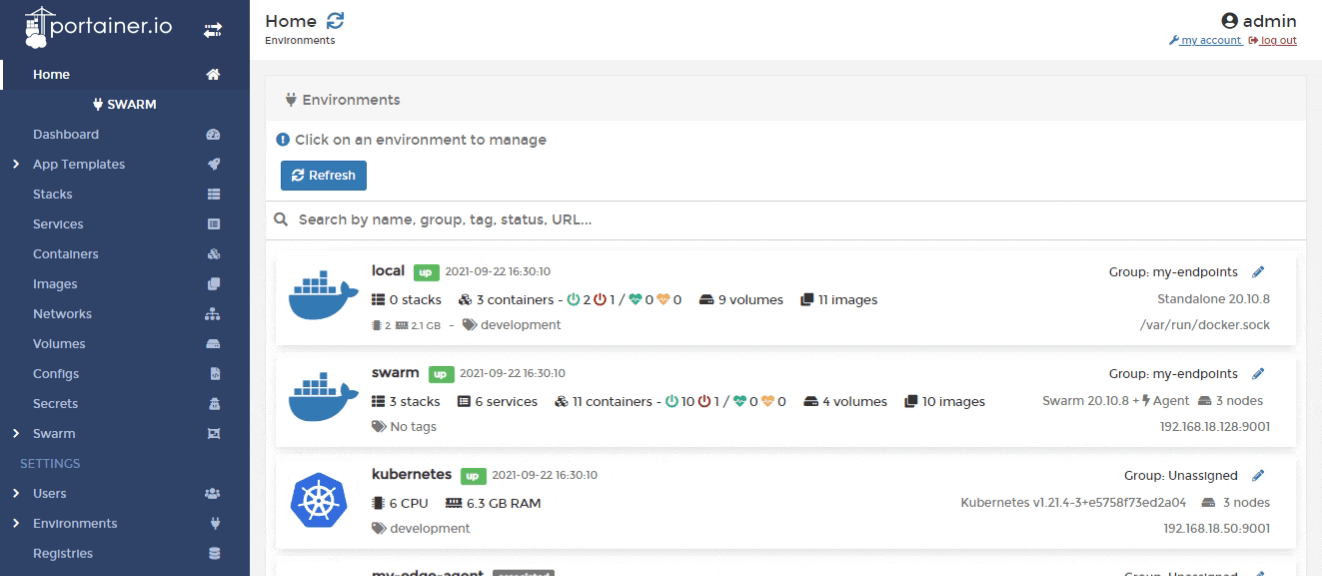 portainer.io
Home
SWARM
Dashboard
App Templates
Stacks
Services
Containers
Images
Networks
Volumes
Configs
Secrets
Swarm
SETTINGS
Users
Environments
Registries
Home
Environments
admin
my account log out
Environments
Click on an environment to manage
Refresh
Search by name, group, tag, status, URL...
local up 2021-09-22 16:30:10 Group: my-endpoints
0 stacks 3 containers - 2 1 / 0 0 9 volumes 11 images Standalone 20.10.8
2 2.1 GB - development /var/run/docker.sock
swarm up 2021-09-22 16:30:10 Group: my-endpoints
3 stacks 6 services 11 containers - 10 1 / 0 0 4 volumes 10 images Swarm 20.10.8 + Agent 3 nodes
No tags 192.168.18.128:9001
kubernetes up 2021-09-22 16:30:10 Group: Unassigned
6 CPU 6.3 GB RAM Kubernetes v1.21.4-3+e5758f73ed2a04 3 nodes
development 192.168.18.50:9001
my-edge-agent associated Group: Unassigned